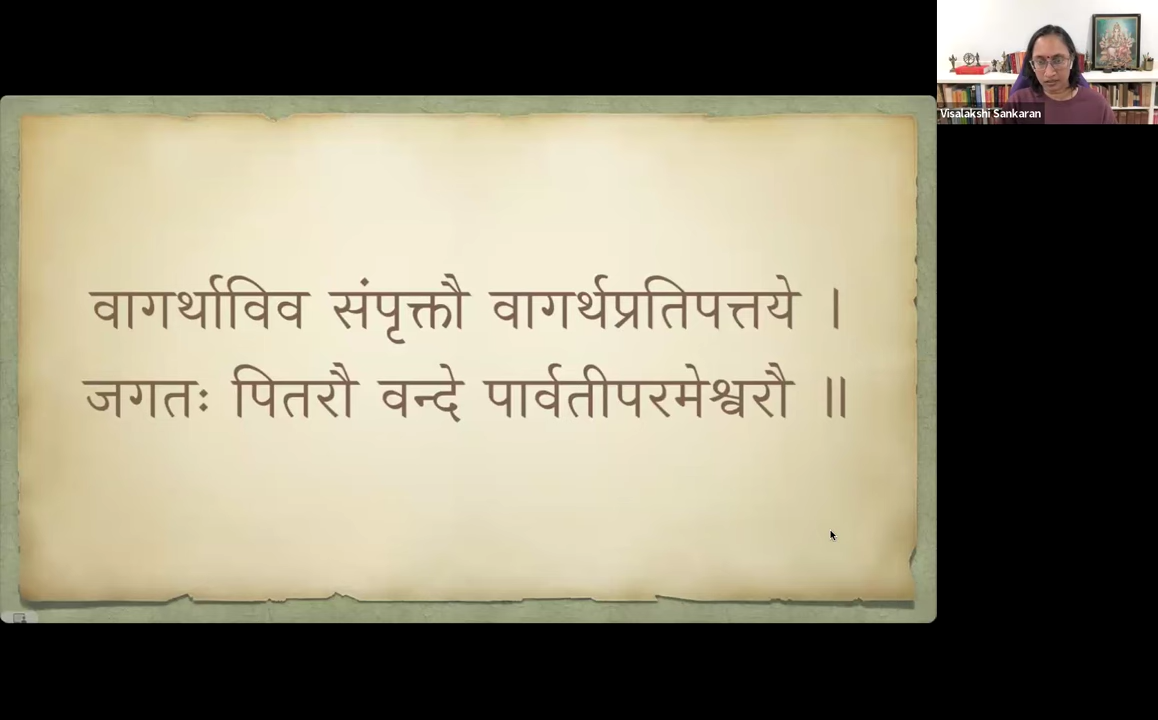 Visalakshi Sankaran
वागर्थाविव संपृक्तौ वागर्थप्रतिपत्तये ।
जगतः पितरौ वन्दे पार्वतीपरमेश्वरौ ॥